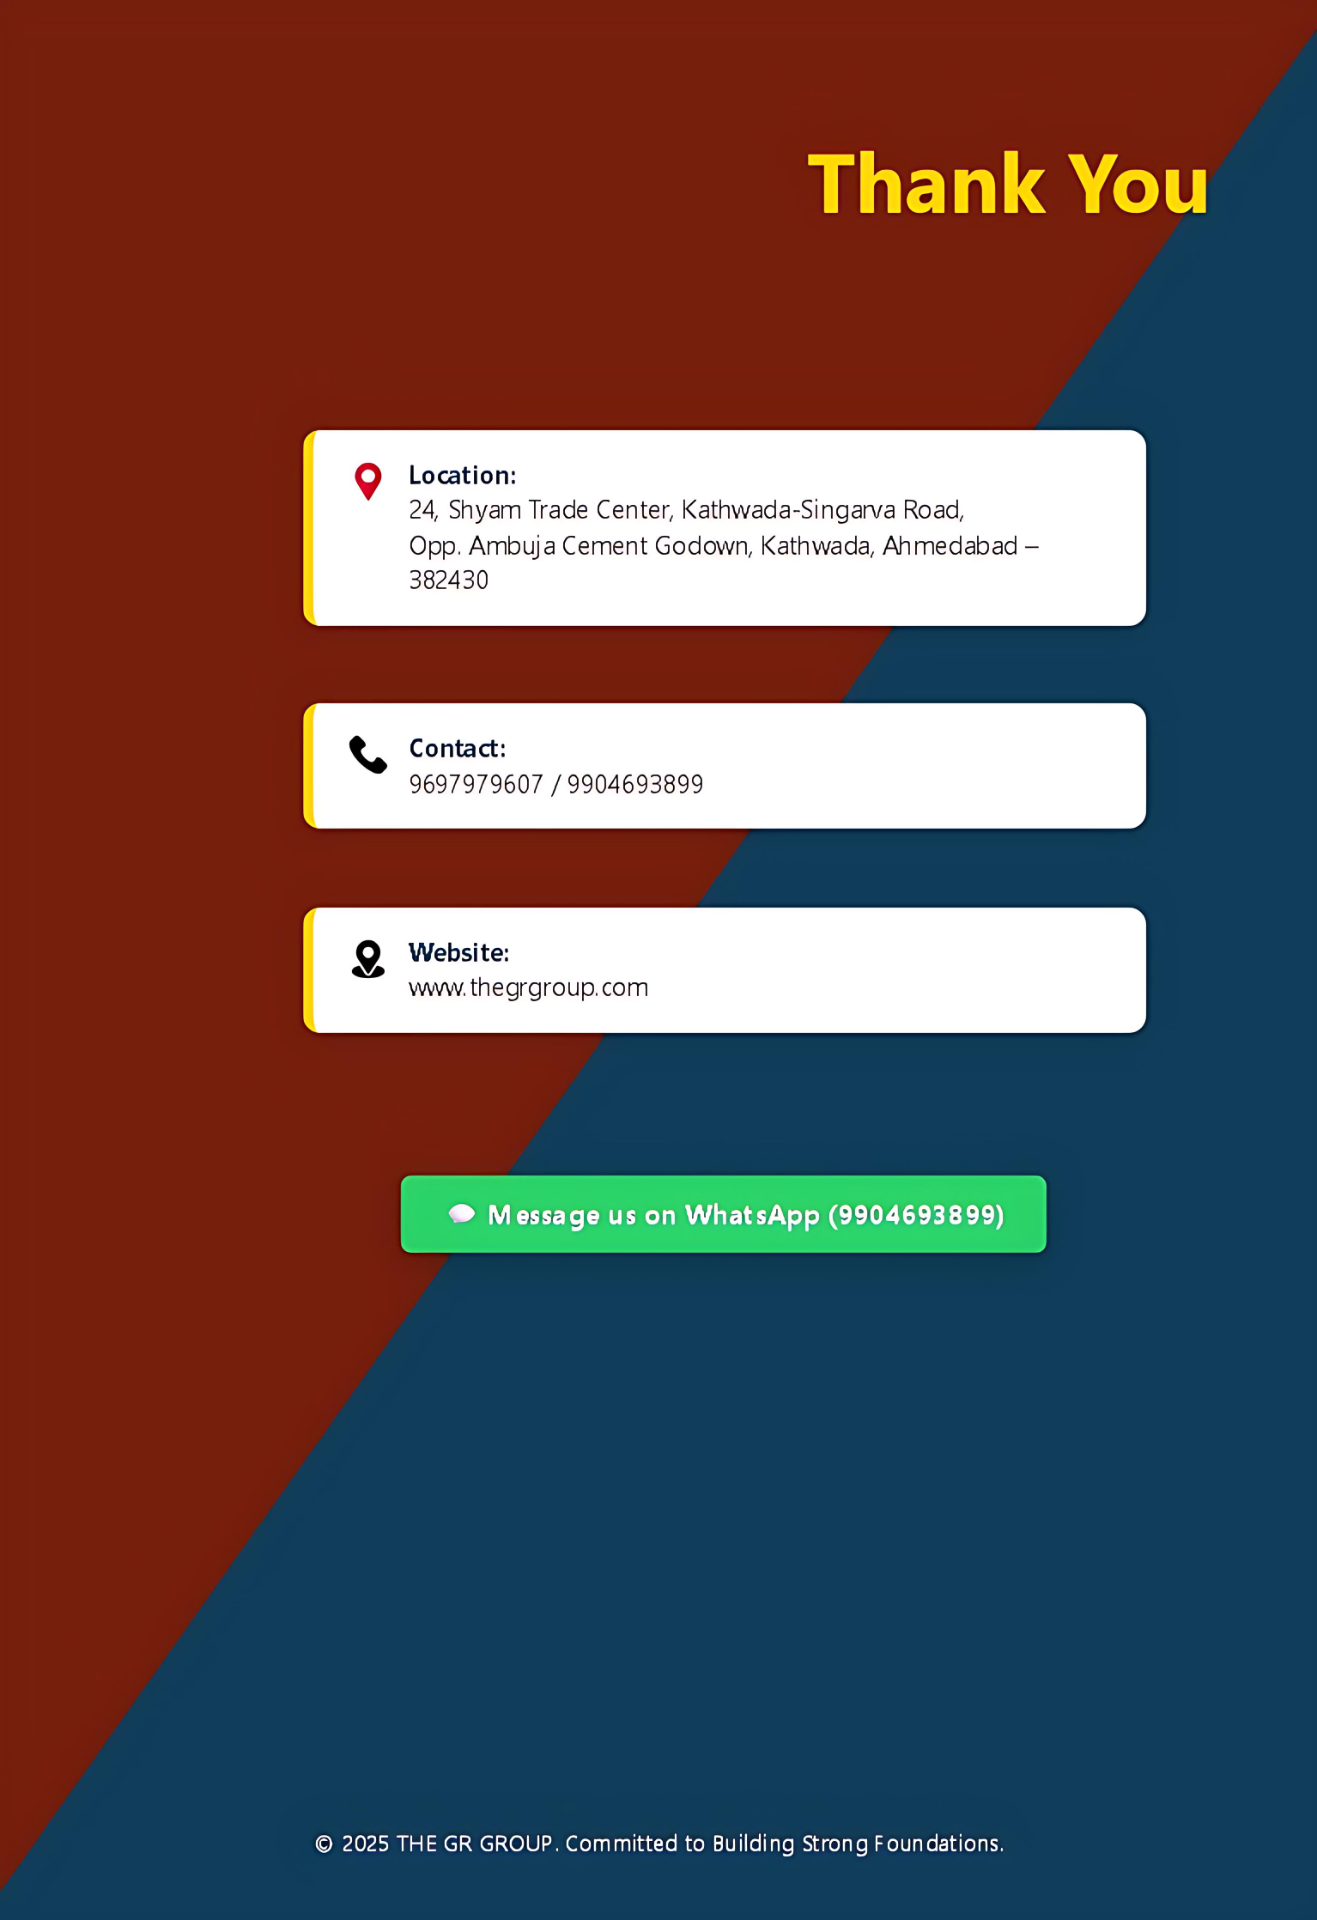 Thank You
Location:
24, Shyam Trade Center, Kathwada-Singarva Road,
Opp. Ambuja Cement Godown, Kathwada, Ahmedabad –
382430
Contact:
9697979607 / 9904693899
Website:
www.thegrgroup.com
Message us on WhatsApp (9904693899)
© 2025 THE GR GROUP. Committed to Building Strong Foundations.